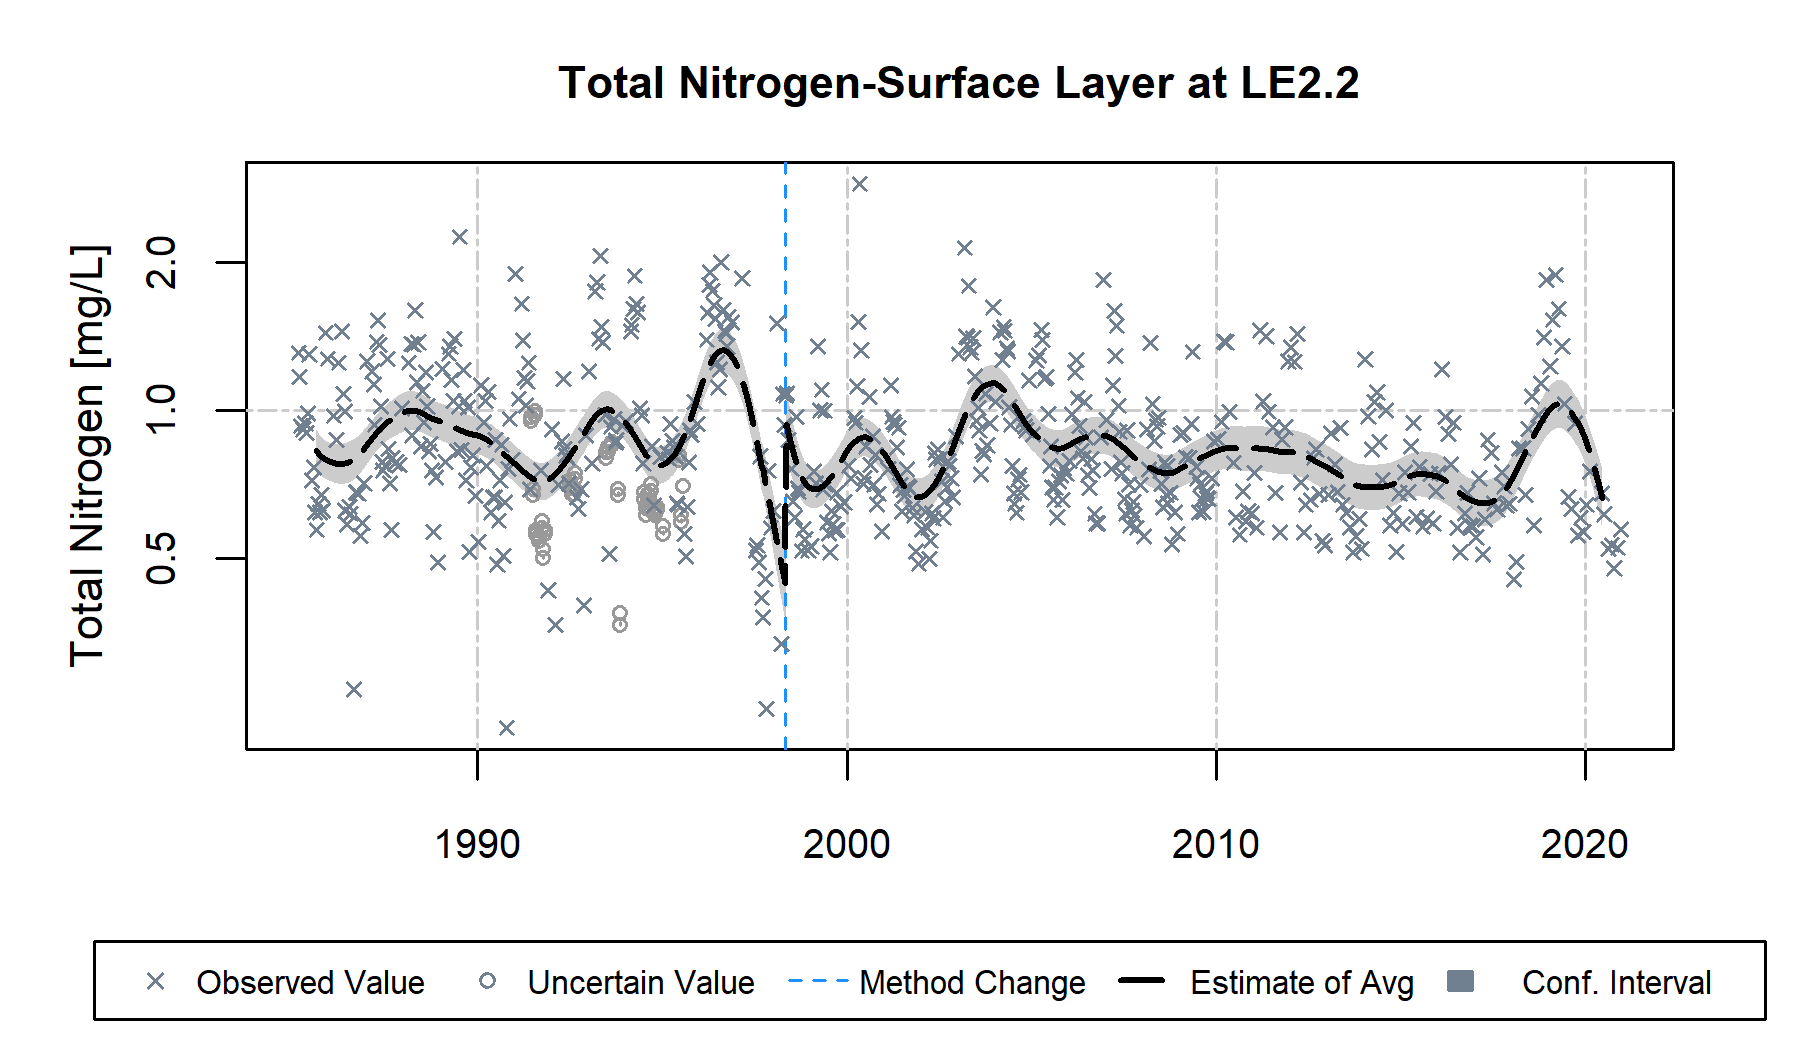 Total Nitrogen-Surface Layer at LE2.2
Total Nitrogen [mg/L]
2.0
1.0
0.5
1990 2000 2010 2020
Observed Value Uncertain Value Method Change Estimate of Avg Conf. Interval